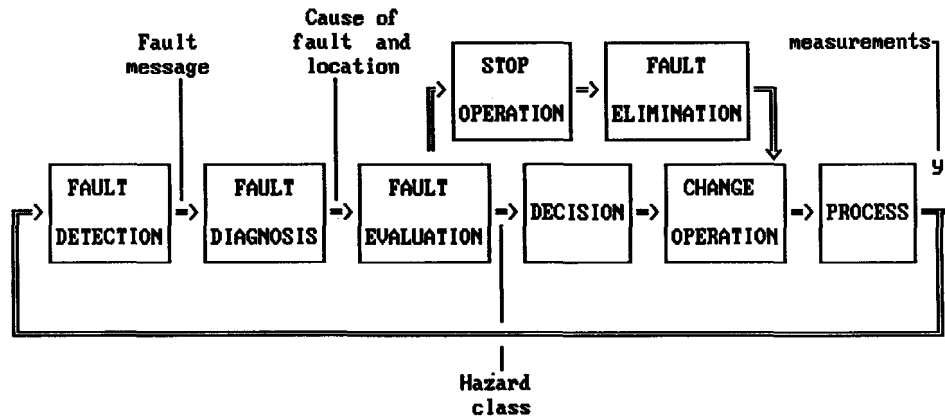 Fault
message
Cause of
fault and
location
measurements
STOP
OPERATION
FAULT
ELIMINATION
y
FAULT
DETECTION
FAULT
DIAGNOSIS
FAULT
EVALUATION
DECISION
CHANGE
OPERATION
PROCESS
Hazard
class